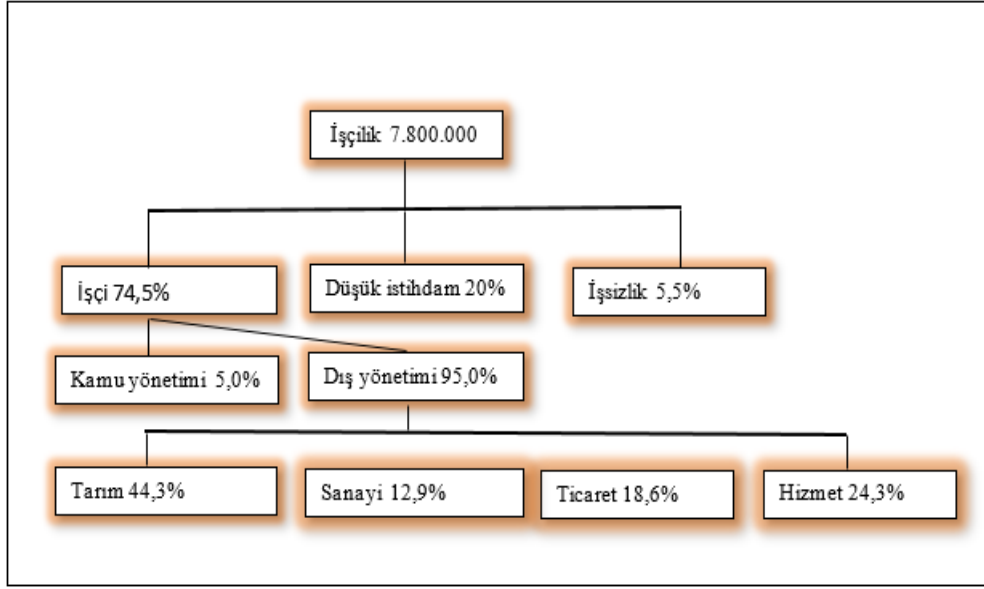 İşçilik 7.800.000
İşçi 74,5%
Düşük istihdam 20%
İşsizlik 5,5%
Kamu yönetimi 5,0%
Dış yönetimi 95,0%
Tarım 44,3%
Sanayi 12,9%
Ticaret 18,6%
Hizmet 24,3%